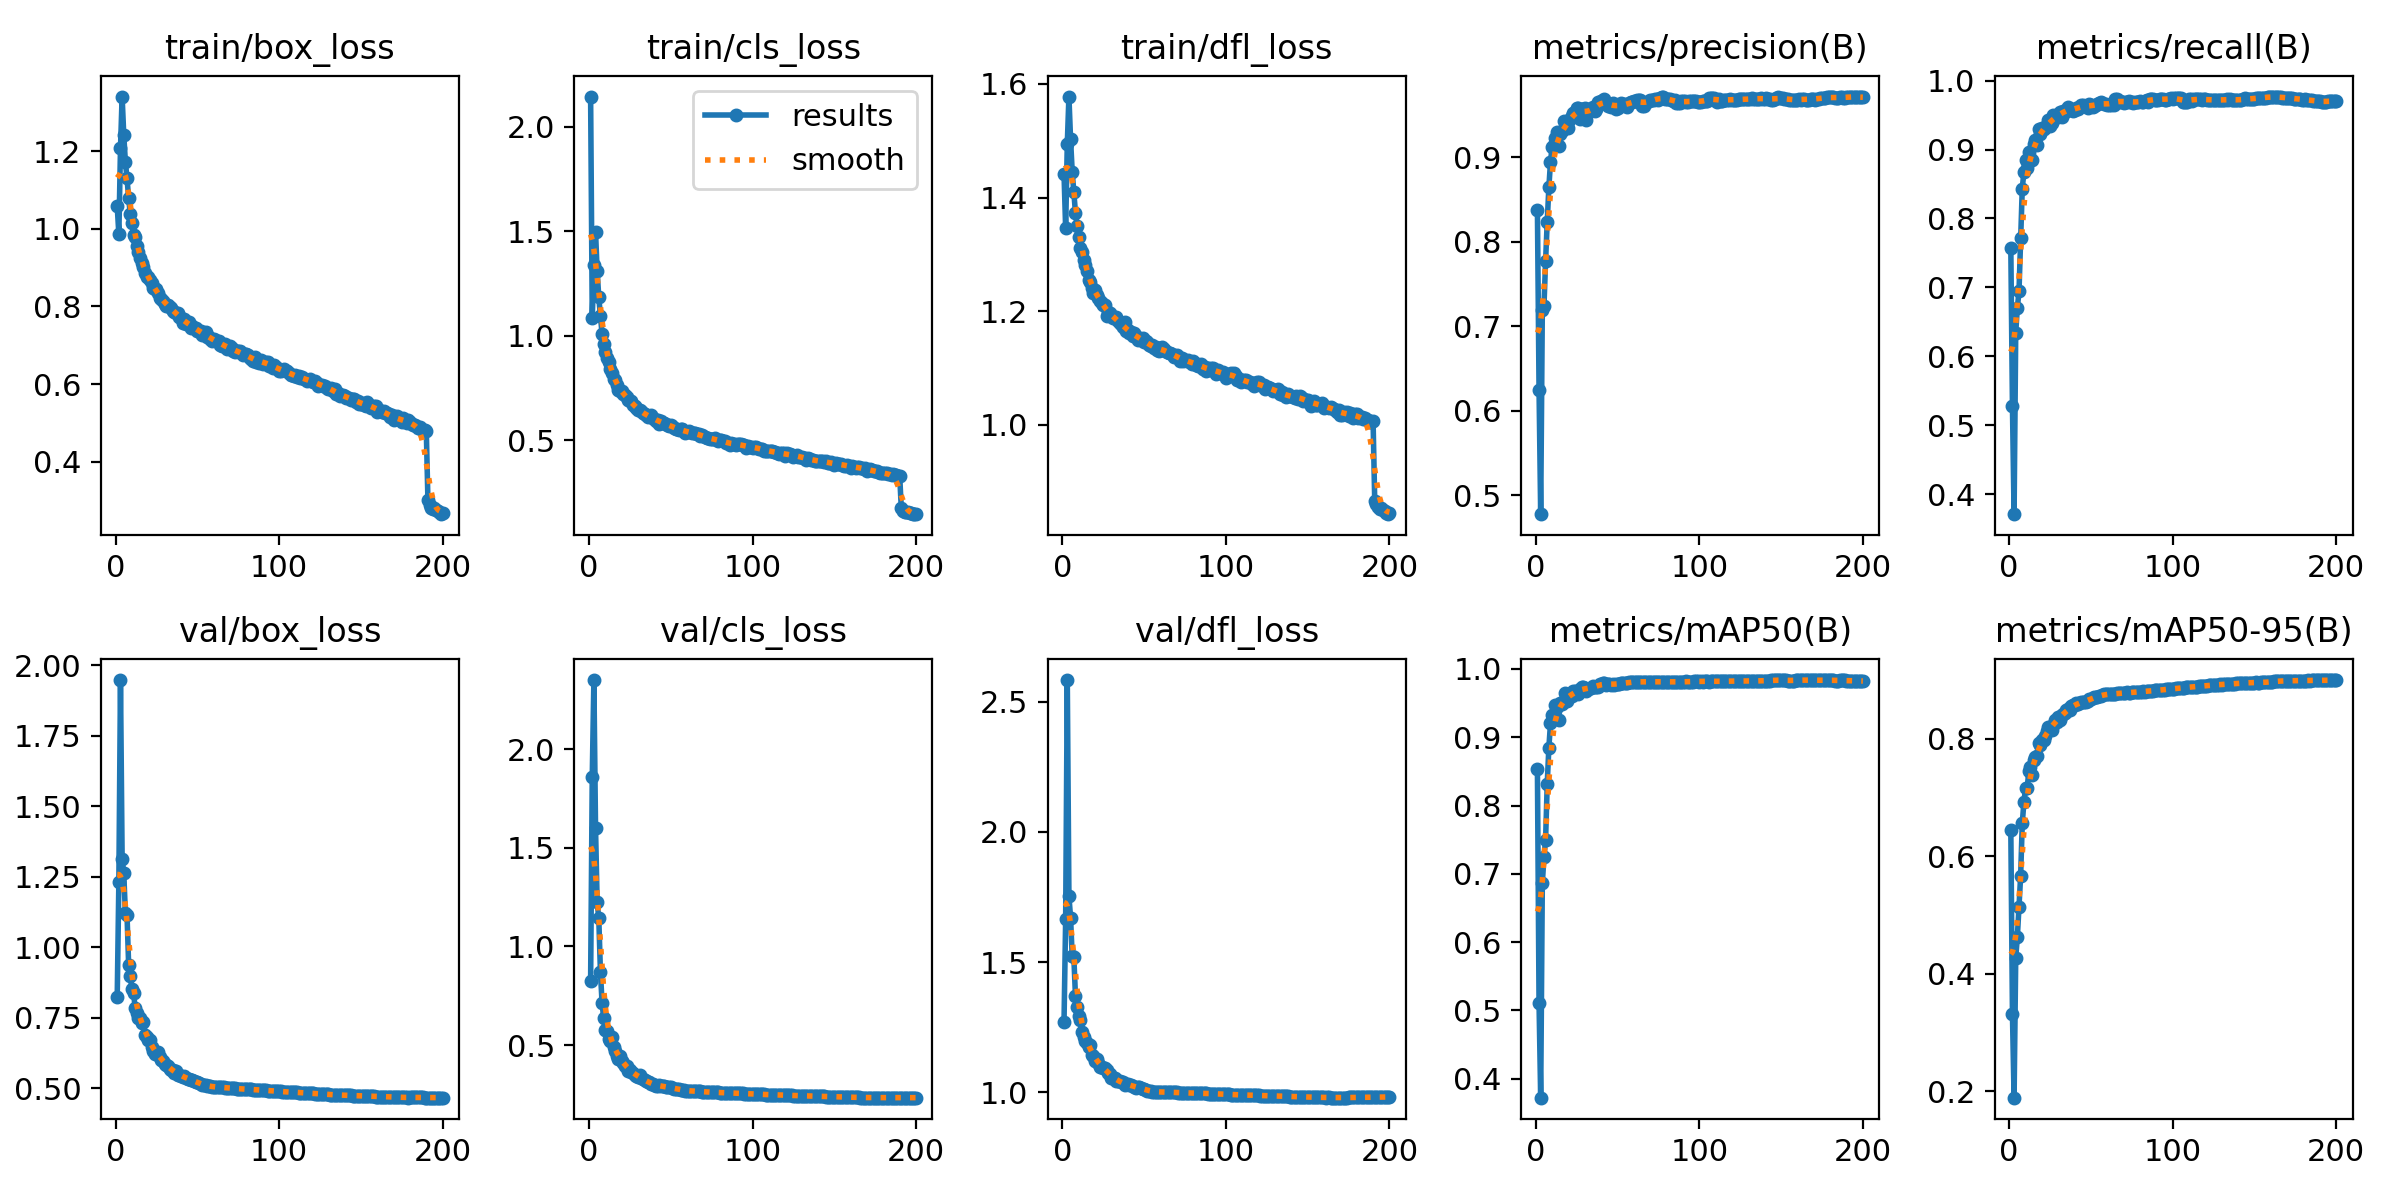 train/box_loss
1.2
1.0
0.8
0.6
0.4
0 100 200
train/cls_loss
results
smooth
2.0
1.5
1.0
0.5
0 100 200
train/dfl_loss
1.6
1.4
1.2
1.0
0 100 200
metrics/precision(B)
0.9
0.8
0.7
0.6
0.5
0 100 200
metrics/recall(B)
1.0
0.9
0.8
0.7
0.6
0.5
0.4
0 100 200
val/box_loss
2.00
1.75
1.50
1.25
1.00
0.75
0.50
0 100 200
val/cls_loss
2.0
1.5
1.0
0.5
0 100 200
val/dfl_loss
2.5
2.0
1.5
1.0
0 100 200
metrics/mAP50(B)
1.0
0.9
0.8
0.7
0.6
0.5
0.4
0 100 200
metrics/mAP50-95(B)
0.8
0.6
0.4
0.2
0 100 200